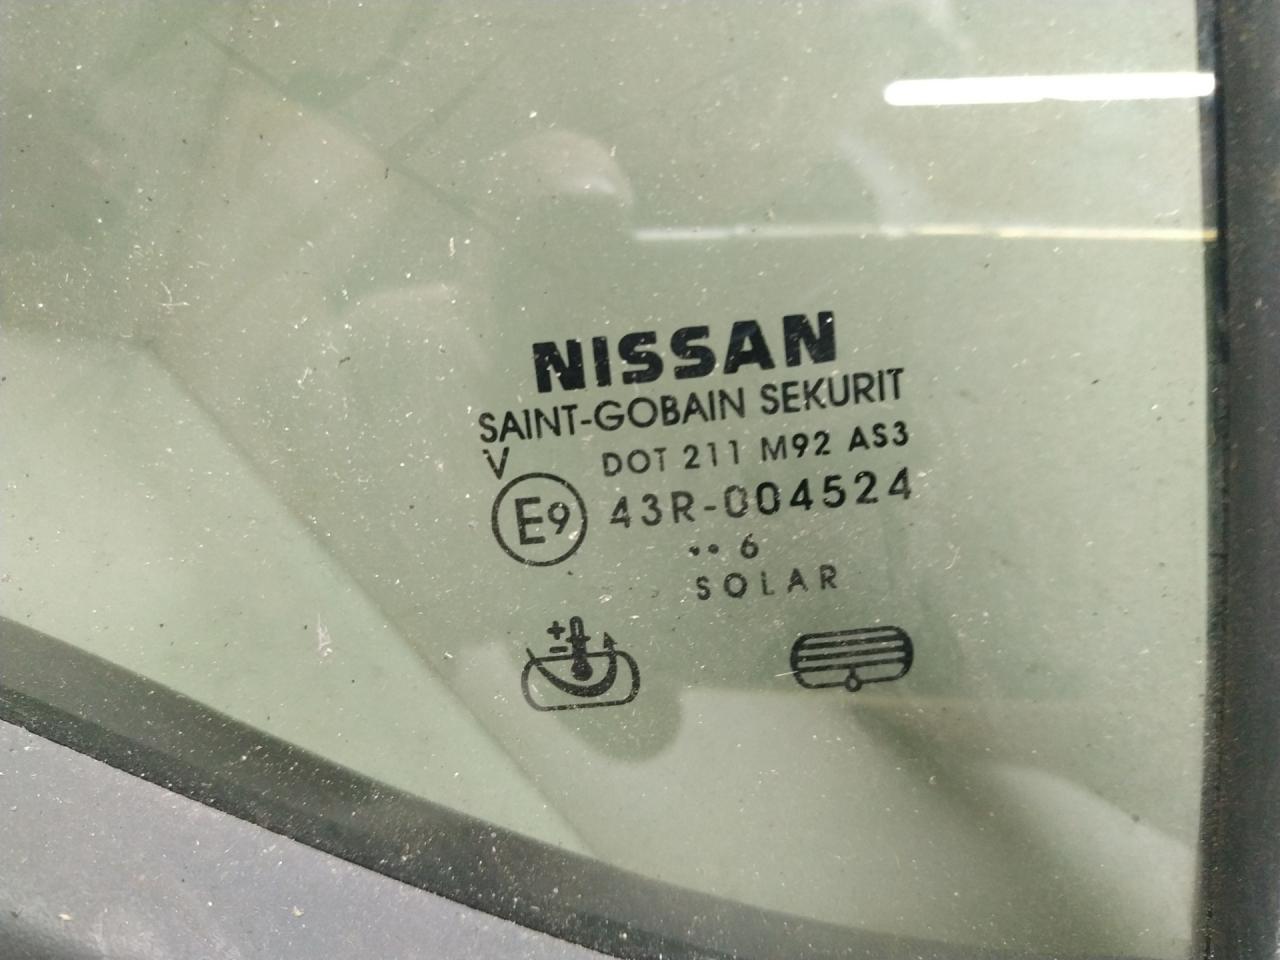 NISSAN
SAINT-GOBAIN SEKURIT
V DOT 211 M92 AS3
E9 43R-004524
•• 6
SOLAR